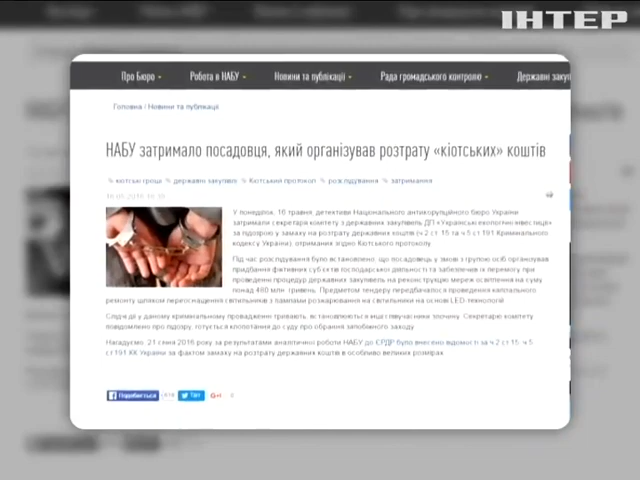 ІНТЕР
Про Бюро
Робота в НАБУ
Новини та публікації
Рада громадського контролю
Державні закуп
Головна / Новини та публікації
НАБУ затримало посадовця, який організував розтрату «кіотських» коштів
кіотські гроші
державні закупівлі
Кіотський протокол
розслідування
затримання
У понеділок, 16 травня, детективи Національного антикорупційного бюро України
затримали секретаря комітету з державних закупівель ДП «Українські екологічні інвестиції»
за підозрою у замаху на розтрату державних коштів (ч.2 ст. 15 та ч.5 ст.191 Кримінального
кодексу України), отриманих згідно Кіотського протоколу.
Під час розслідування було встановлено, що посадовець у змові з групою осіб організував
придбання фіктивних суб'єктів господарської діяльності та забезпечив їх перемогу при
проведенні процедур державних закупівель на реконструкцію мереж освітлення на суму
понад 480 млн. гривень. Предметом тендеру передбачалося проведення капітального
ремонту шляхом переоснащення світильників з лампами розжарювання на світильники на основі LED-технологій.
Слідчі дії у даному кримінальному провадженні тривають, встановлюються інші співучасники злочину. Секретарю комітету
повідомлено про підозру, готується клопотання до суду про обрання запобіжного заходу.
Нагадуємо, 21 січня 2016 року за результатами аналітичної роботи НАБУ до ЄРДР було внесено відомості за ч.2 ст. 15, ч. 5
ст.191 КК України за фактом замаху на розтрату державних коштів в особливо великих розмірах.
Подобається
Твіт
G+
0